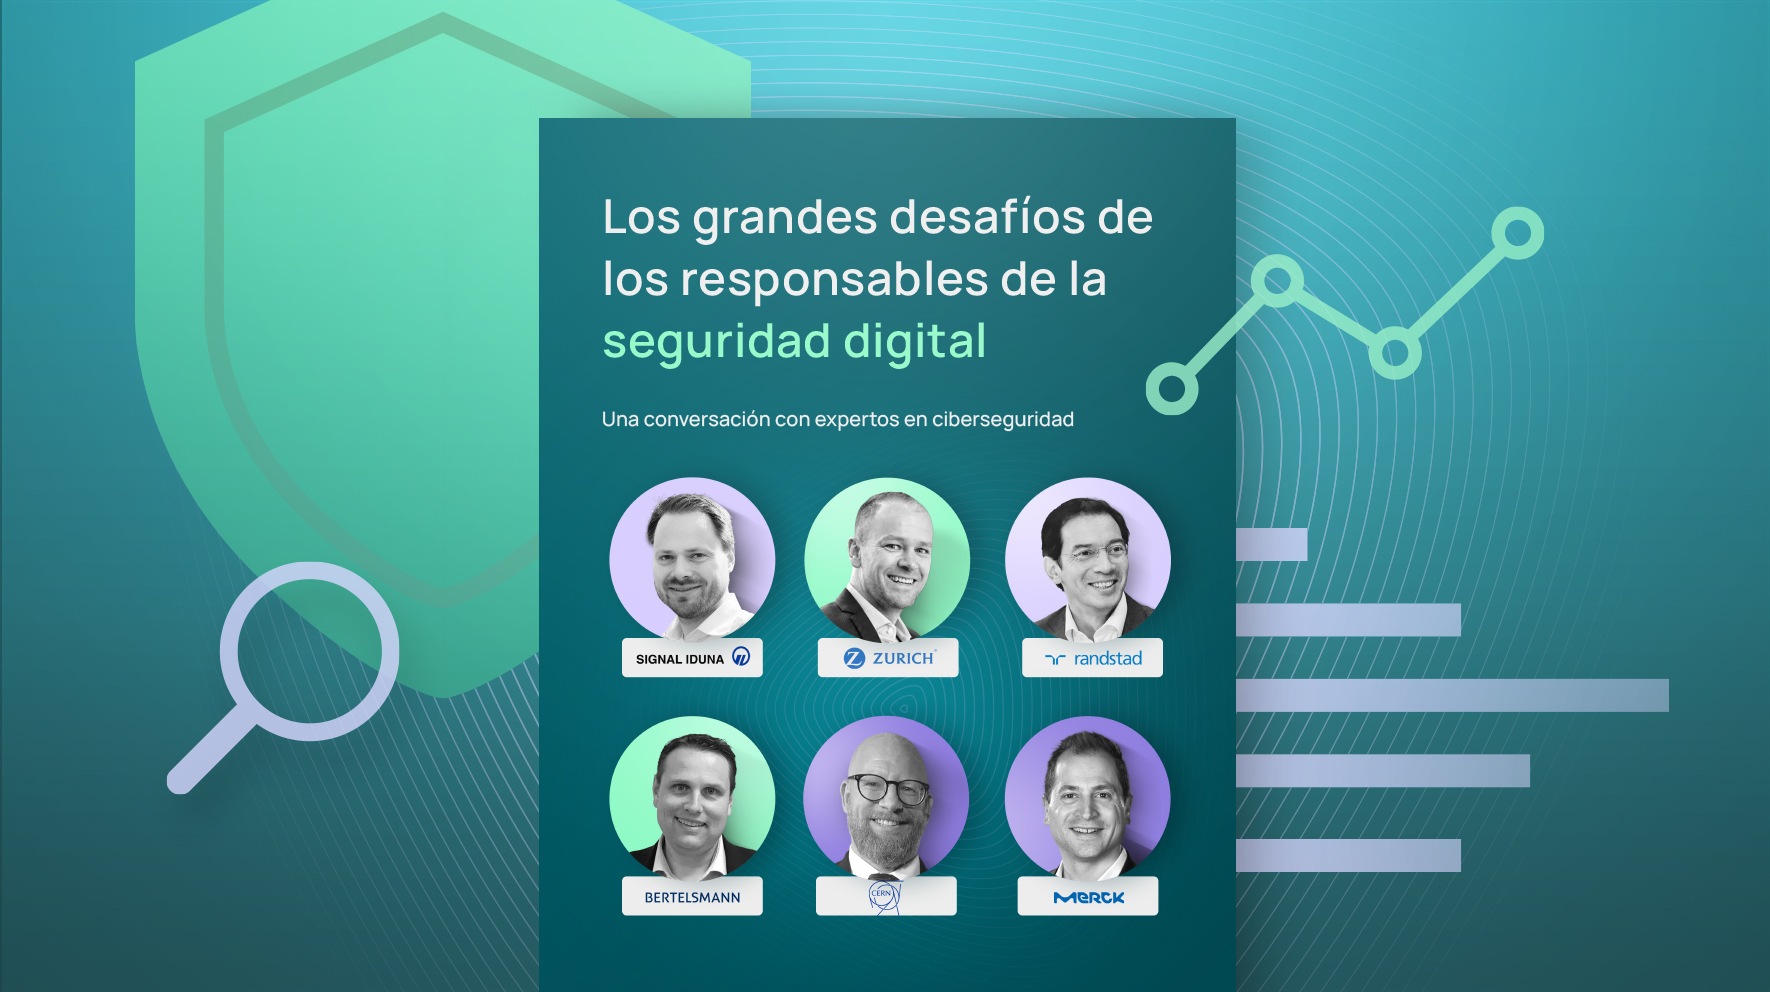 Los grandes desafíos de
los responsables de la
seguridad digital
Una conversación con expertos en ciberseguridad
SIGNAL IDUNA
ZURICH
randstad
BERTELSMANN
CERN
MERCK